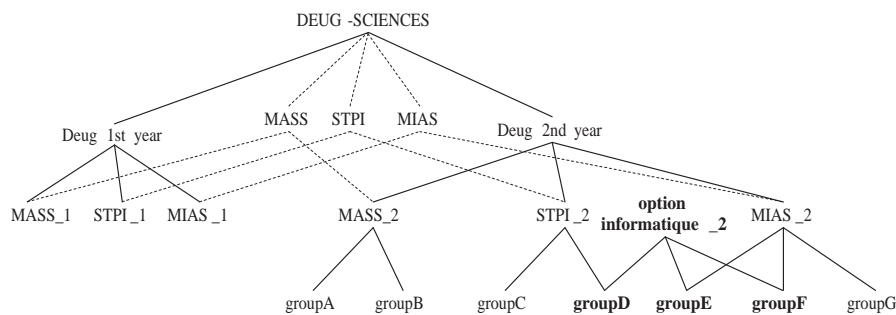 DEUG -SCIENCES
MASS STPI MIAS
Deug 1st year Deug 2nd year
option
MASS_1 STPI _1 MIAS _1 MASS_2 STPI _2 informatique _2 MIAS _2
groupA groupB groupC groupD groupE groupF groupG